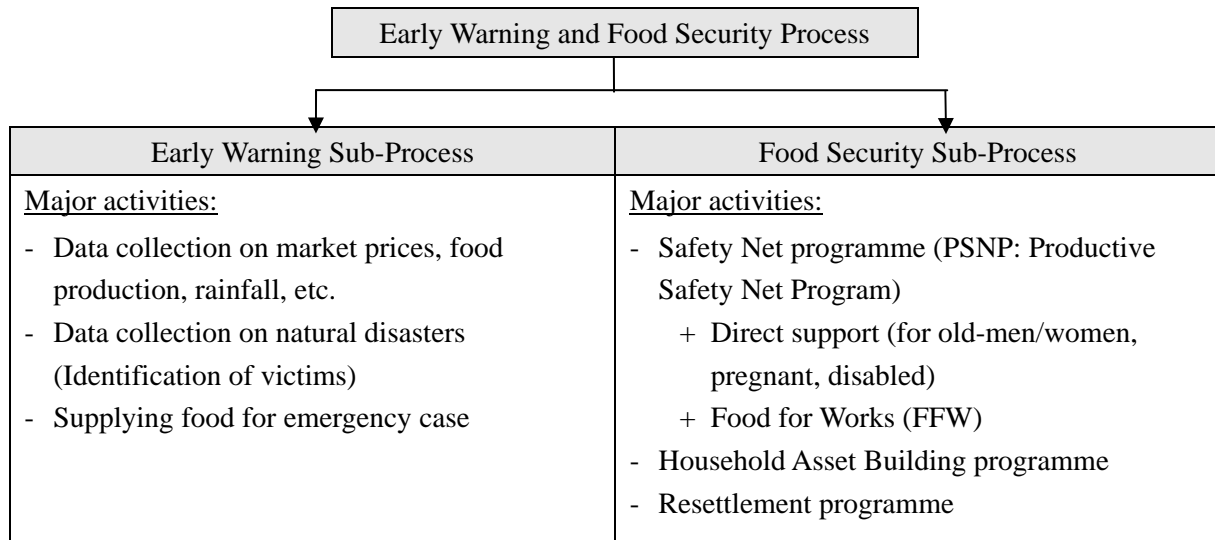 Early Warning and Food Security Process
Early Warning Sub-Process
Major activities:
- Data collection on market prices, food
production, rainfall, etc.
- Data collection on natural disasters
(Identification of victims)
- Supplying food for emergency case
Food Security Sub-Process
Major activities:
- Safety Net programme (PSNP: Productive
Safety Net Program)
+ Direct support (for old-men/women,
pregnant, disabled)
+ Food for Works (FFW)
- Household Asset Building programme
- Resettlement programme